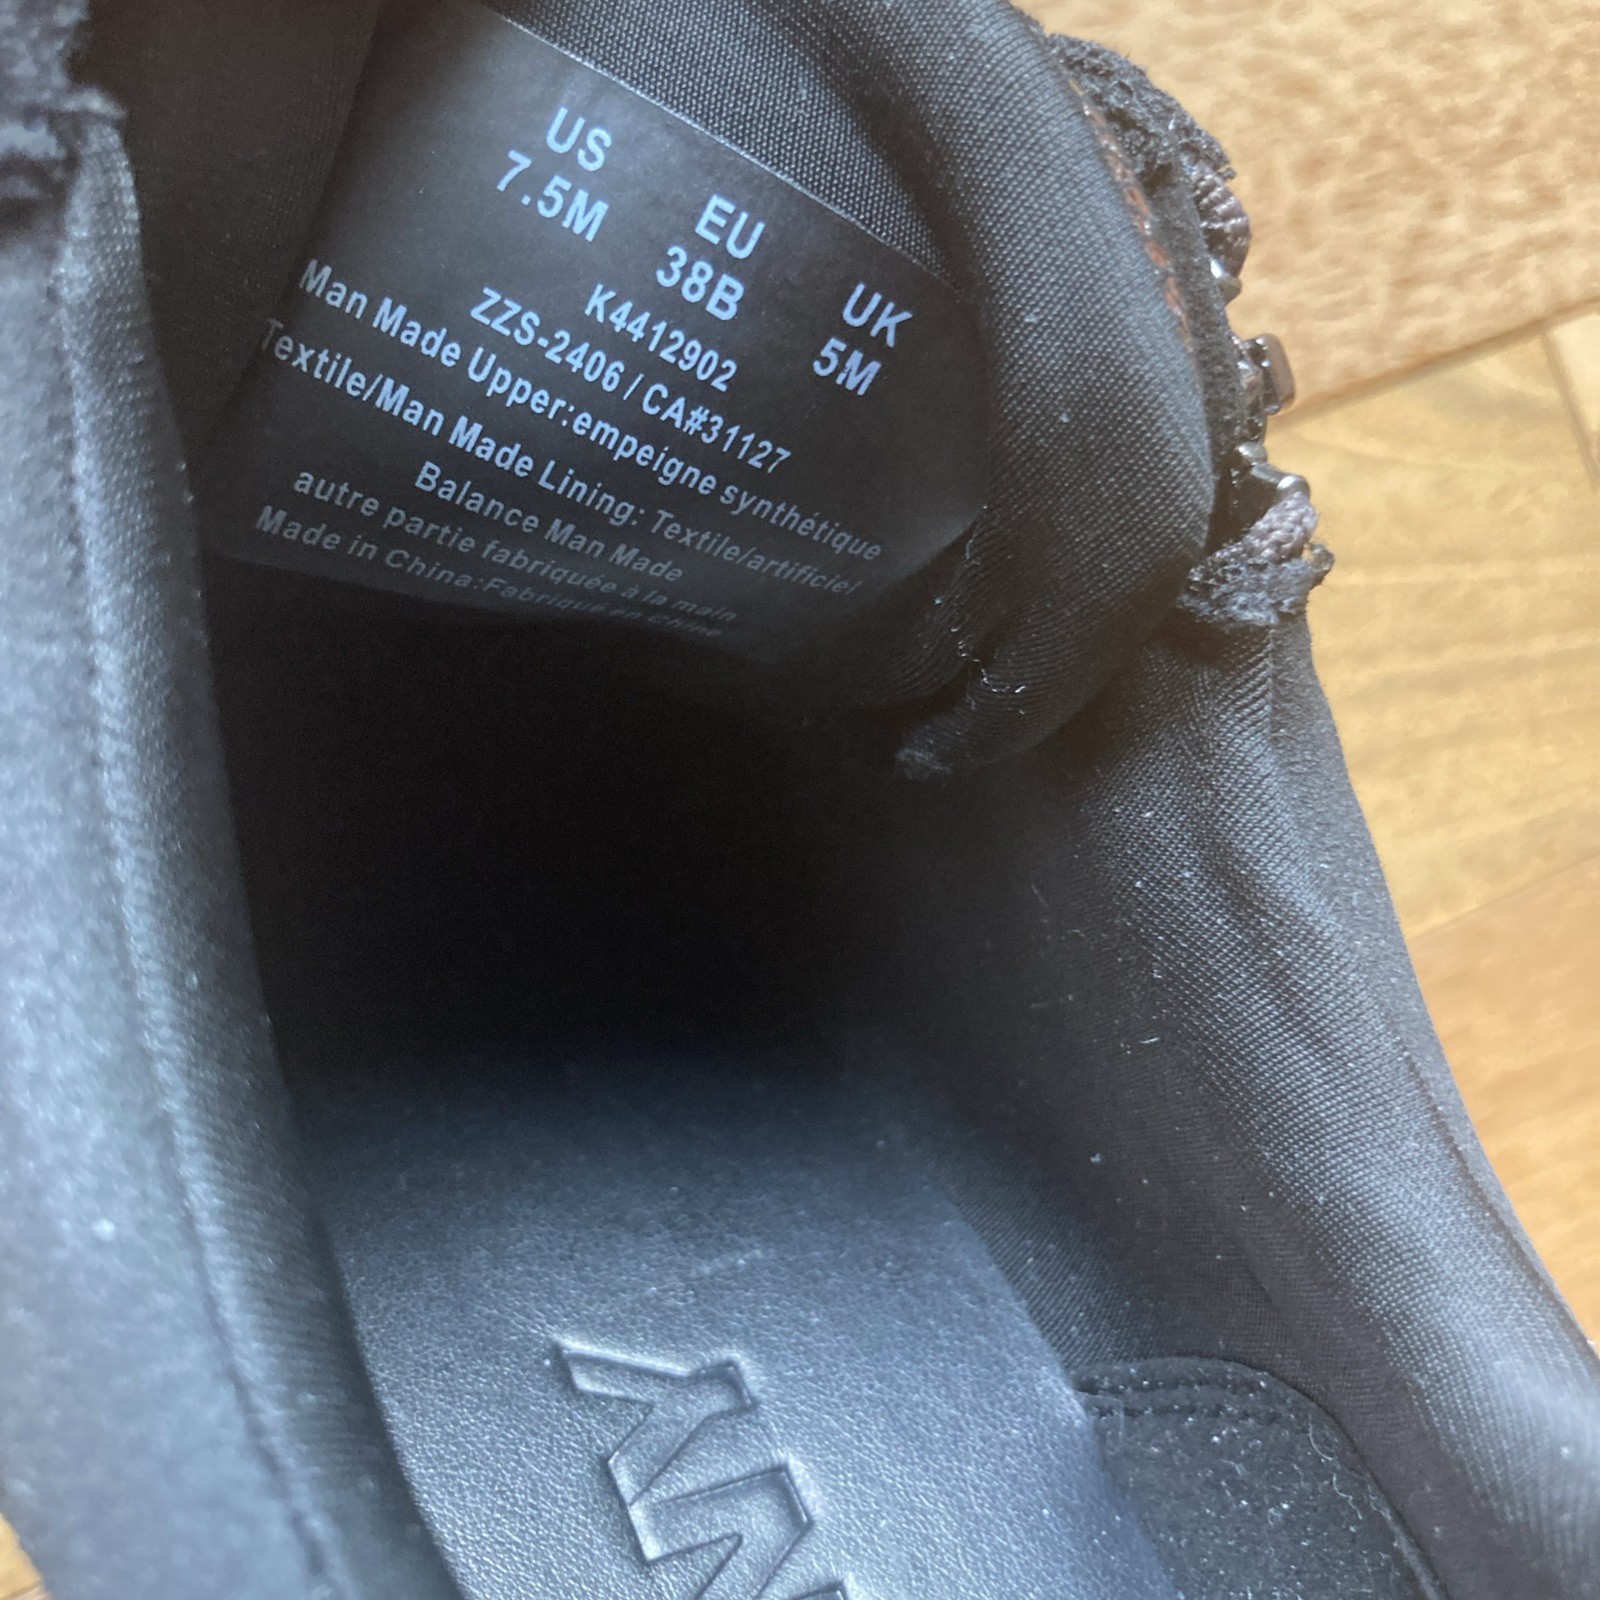 US EU UK
7.5M 38B 5M
K4412902
ZZS-2406 / CA#31127
Man Made Upper:empeigne synthétique
Textile/Man Made Lining: Textile/artificiel
Balance Man Made
autre partie fabriquée à la main
Made in China:Fabriqué en Chine